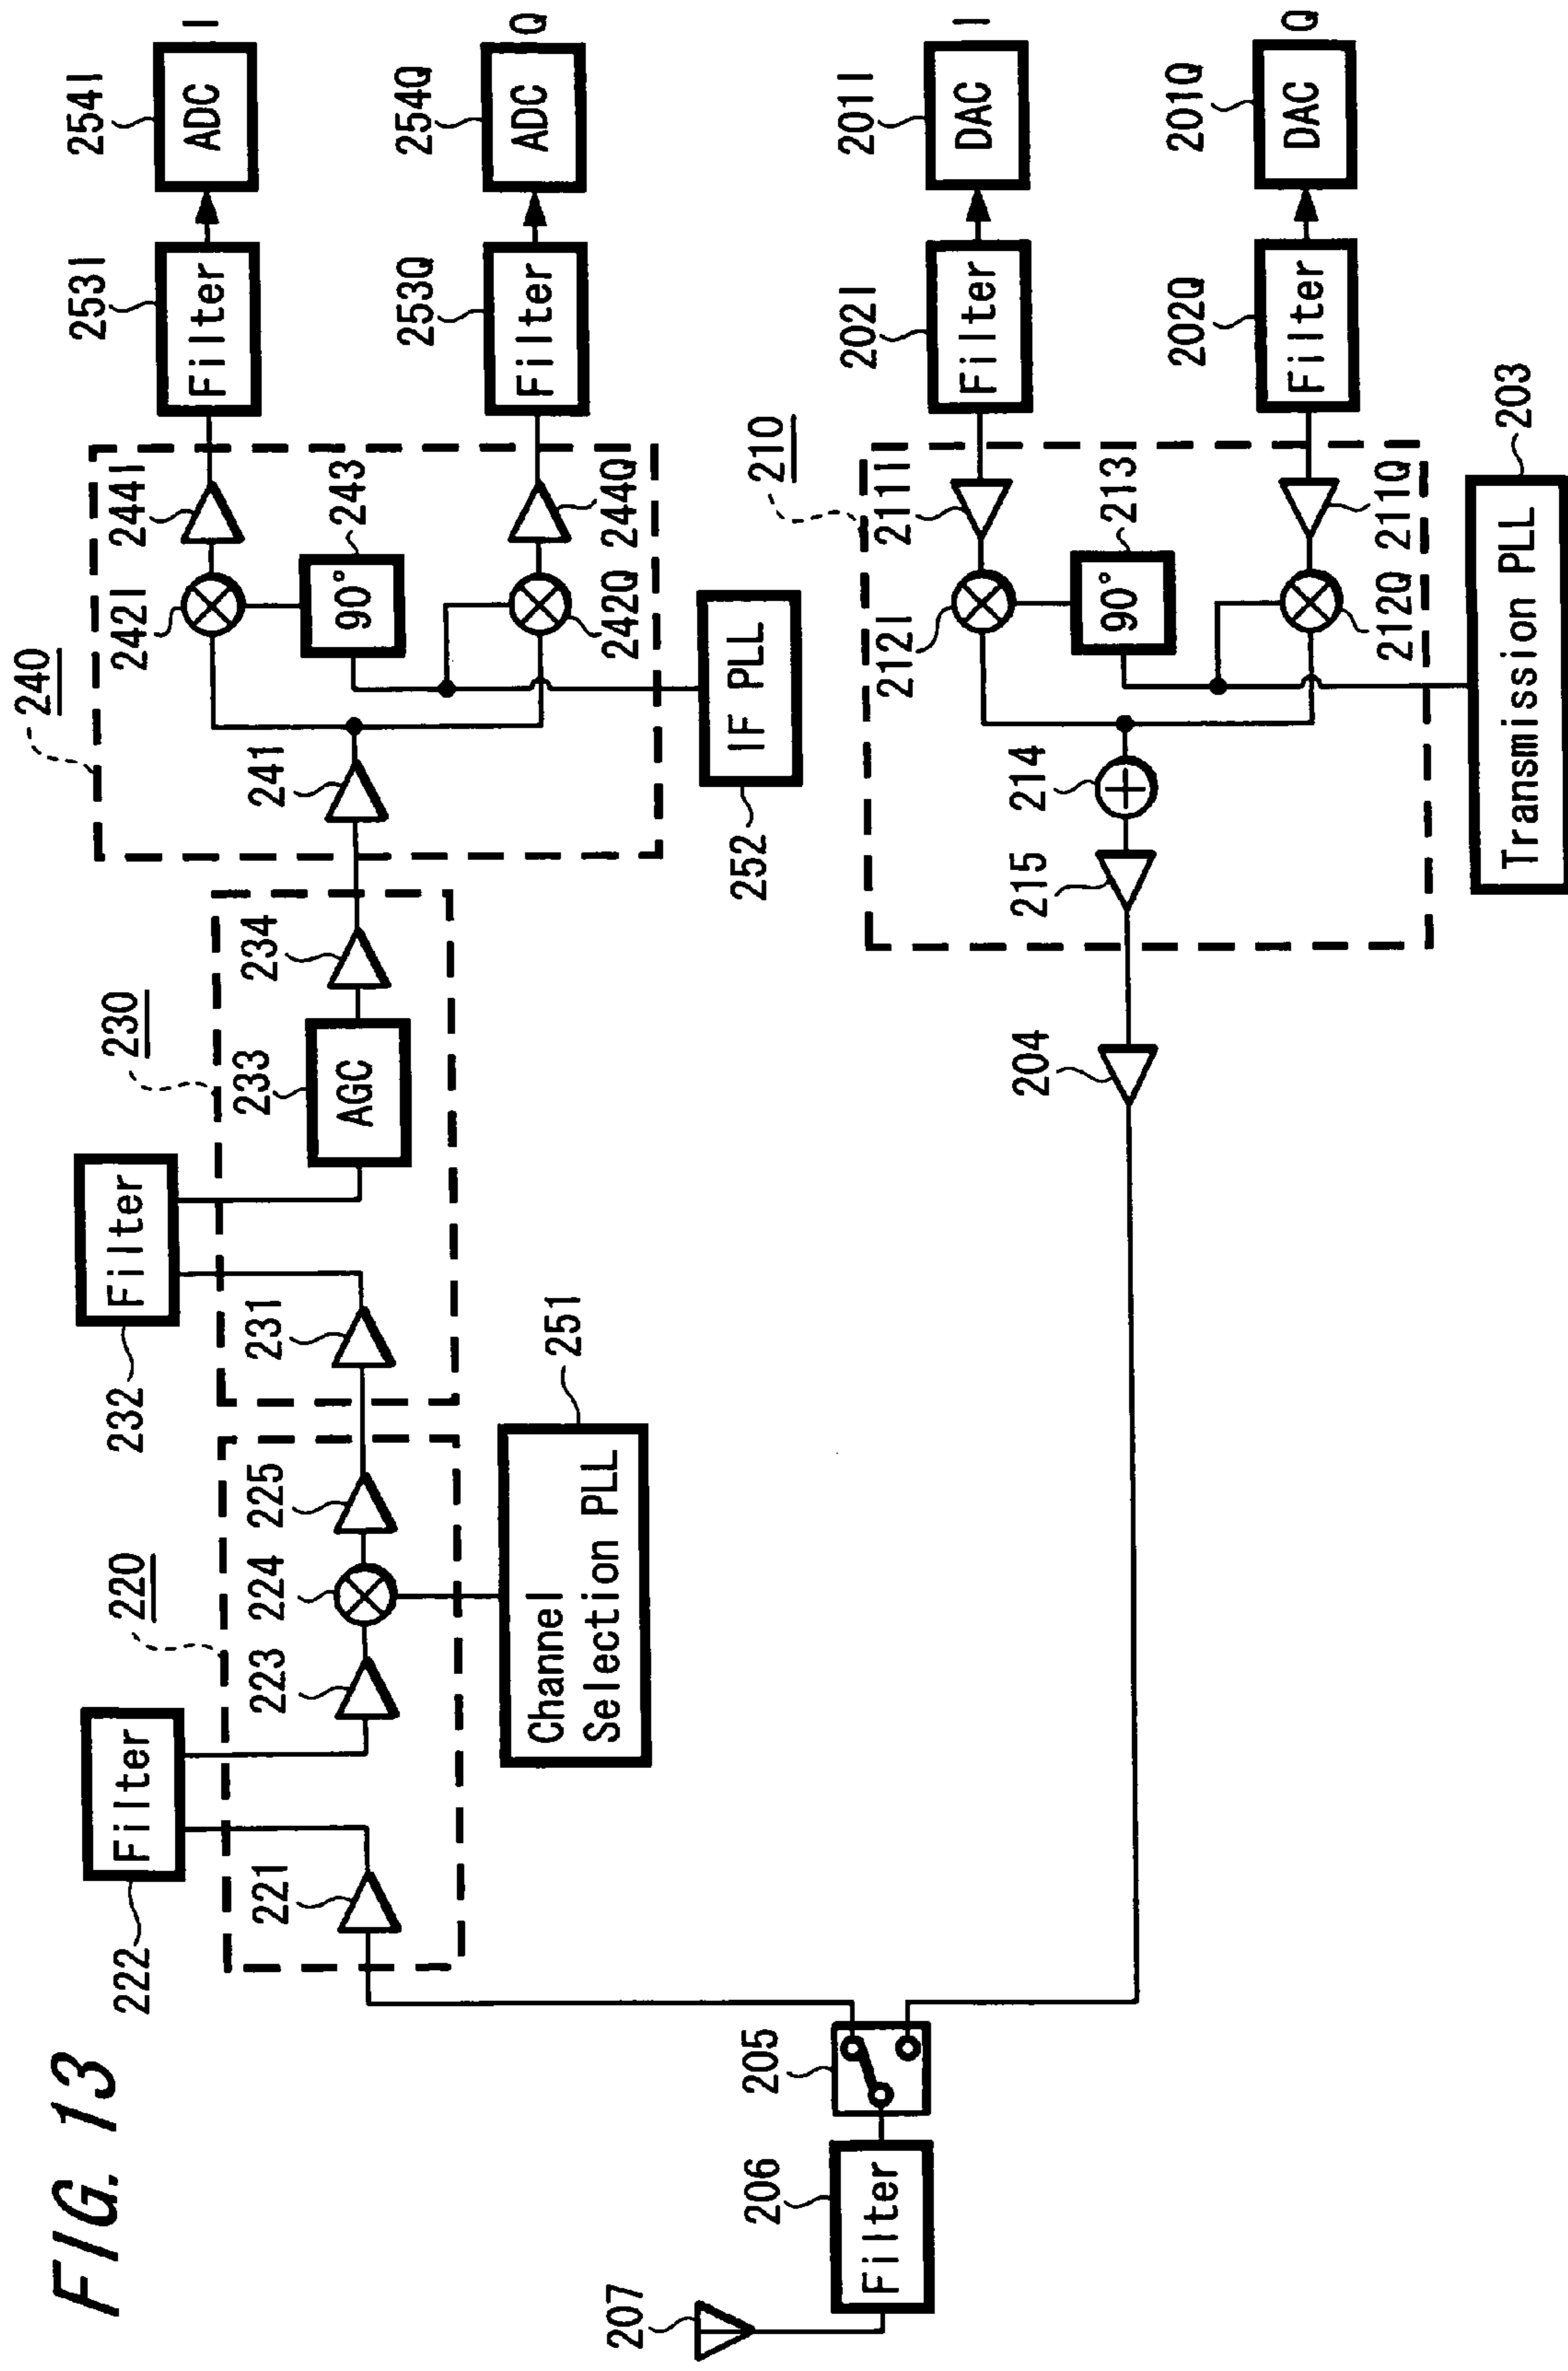 FIG. 13
222
Filter
220
221
223
224
225
Channel
Selection PLL
251
232
Filter
230
231
AGC
233
234
240
241
242I
244I
90°
243
242Q
244Q
IF PLL
252
253I
Filter
254I
ADC
I
253Q
Filter
254Q
ADC
Q
207
206
Filter
205
204
210
215
214
212I
211I
90°
213
212Q
211Q
Transmission PLL
203
202I
Filter
201I
DAC
I
202Q
Filter
201Q
DAC
Q